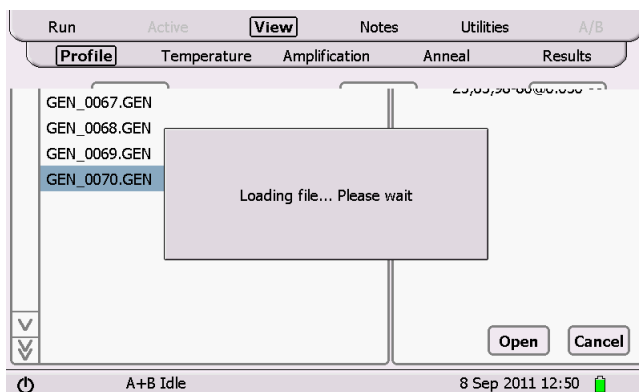 Run Active View Notes Utilities A/B
Profile Temperature Amplification Anneal Results
GEN_0067.GEN
GEN_0068.GEN
GEN_0069.GEN
GEN_0070.GEN
Loading file... Please wait
Open Cancel
A+B Idle 8 Sep 2011 12:50